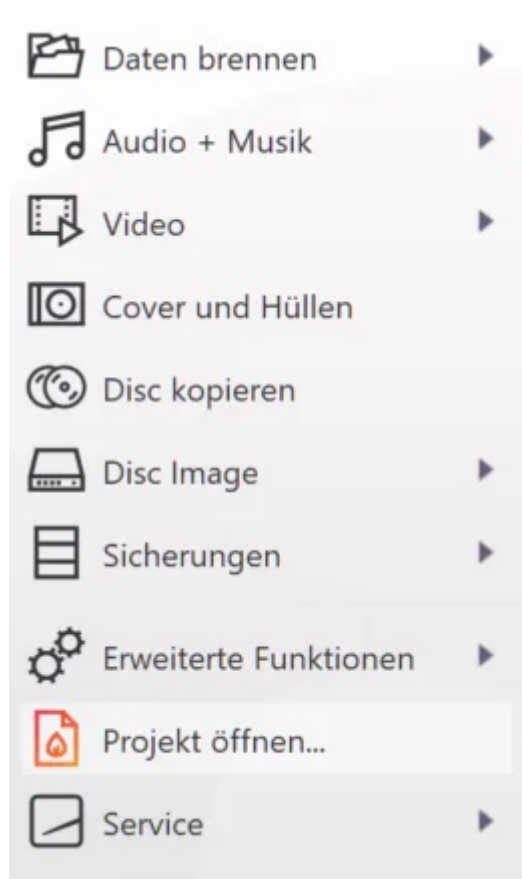 Daten brennen
Audio + Musik
Video
Cover und Hüllen
Disc kopieren
Disc Image
Sicherungen
Erweiterte Funktionen
Projekt öffnen...
Service